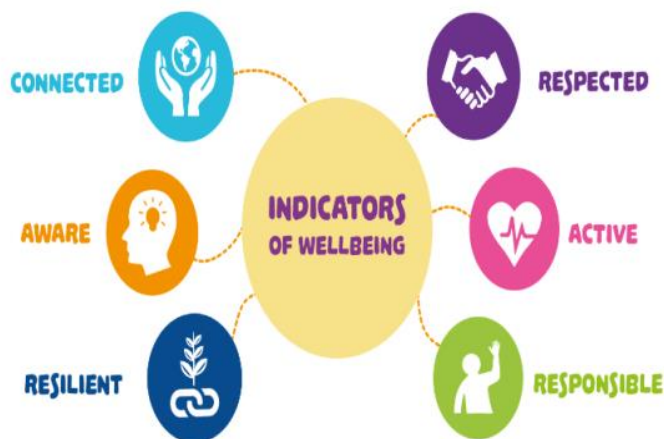 CONNECTED
RESPECTED
INDICATORS
OF WELLBEING
AWARE
ACTIVE
RESILIENT
RESPONSIBLE